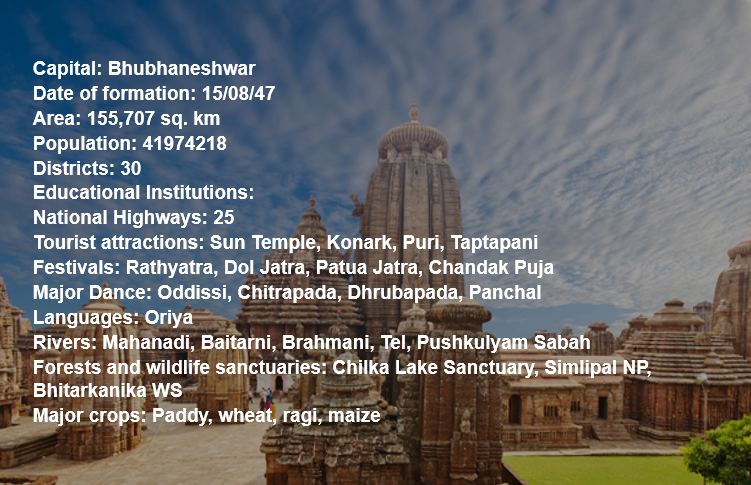 Capital: Bhubhaneshwar
Date of formation: 15/08/47
Area: 155,707 sq. km
Population: 41974218
Districts: 30
Educational Institutions:
National Highways: 25
Tourist attractions: Sun Temple, Konark, Puri, Taptapani
Festivals: Rathyatra, Dol Jatra, Patua Jatra, Chandak Puja
Major Dance: Oddissi, Chitrapada, Dhrubapada, Panchal
Languages: Oriya
Rivers: Mahanadi, Baitarni, Brahmani, Tel, Pushkulyam Sabah
Forests and wildlife sanctuaries: Chilka Lake Sanctuary, Simlipal NP,
Bhitarkanika WS
Major crops: Paddy, wheat, ragi, maize